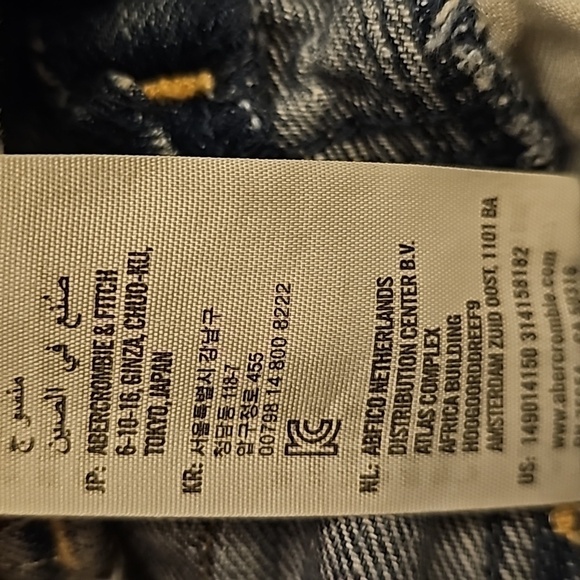 منسوج
صنع في الصين
JP: ABERCROMBIE & FITCH
6-10-16, GINZA, CHUO-KU,
TOKYO, JAPAN
KR: 서울특별시 강남구
청담동 118-7
압구정로 455
00798 14 800 8222
NL: ABFICO NETHERLANDS
DISTRIBUTION CENTER B.V.
ATLAS COMPLEX
AFRICA BUILDING
HOOGOORDDREEF9
AMSTERDAM ZUID OOST, 1101 BA
US: 149014150 314158182
www.abercrombie.com